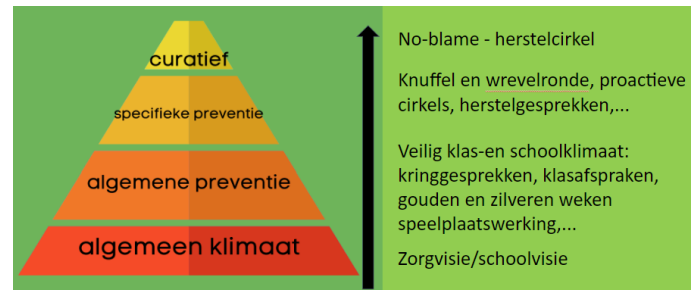 curatief
specifieke preventie
algemene preventie
algemeen klimaat
No-blame - herstelcirkel
Knuffel en wrevelronde, proactieve
cirkels, herstelgesprekken,...
Veilig klas-en schoolklimaat:
kringgesprekken, klasafspraken,
gouden en zilveren weken
speelplaatswerking,...
Zorgvisie/schoolvisie